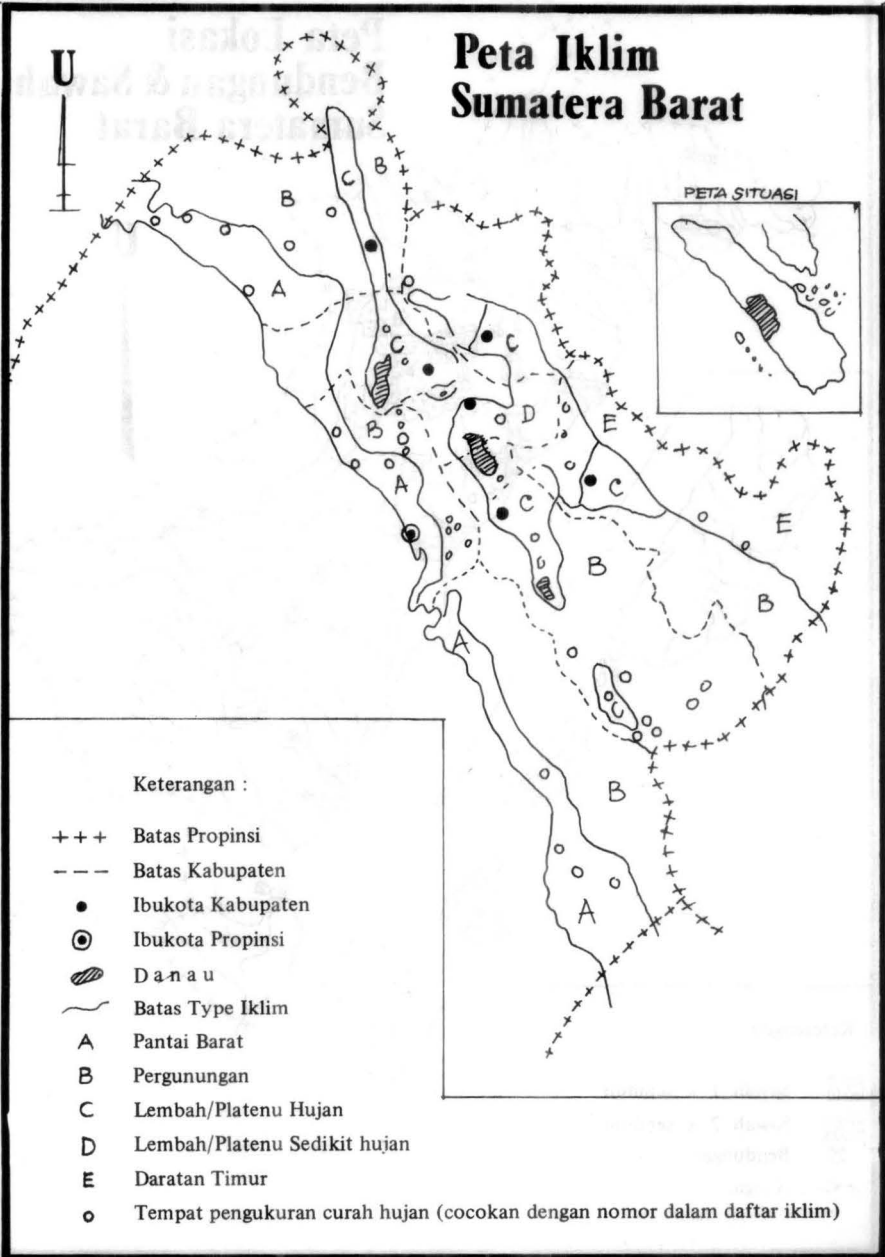 Peta Iklim
Sumatera Barat
U
PETA SITUASI
B
C
B
A
C
C
B
D
E
A
C
C
E
B
B
A
C
B
A
Keterangan :
+++ Batas Propinsi
---- Batas Kabupaten
Ibukota Kabupaten
Ibukota Propinsi
Danau
Batas Type Iklim
A Pantai Barat
B Pergunungan
C Lembah/Platenu Hujan
D Lembah/Platenu Sedikit hujan
E Daratan Timur
Tempat pengukuran curah hujan (cocokan dengan nomor dalam daftar iklim)